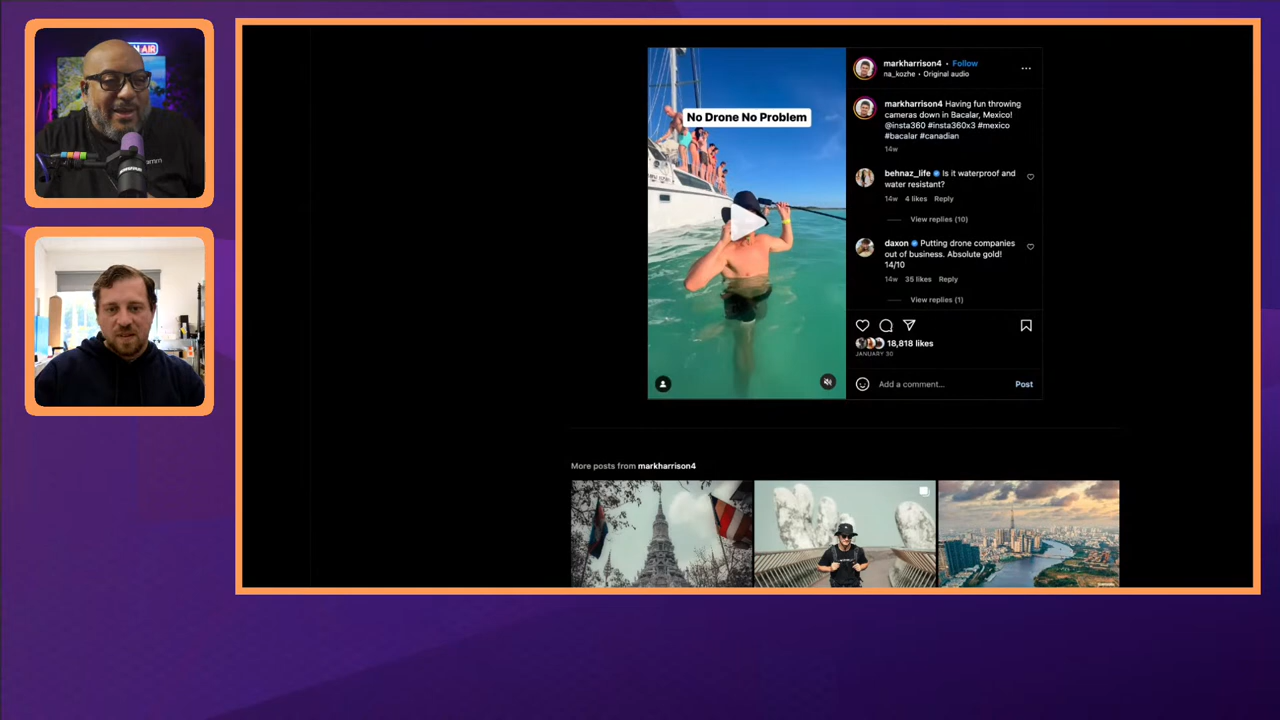 AIR
amm
No Drone No Problem
markharrison4 • Follow
na_kozhe • Original audio
markharrison4 Having fun throwing
cameras down in Bacalar, Mexico!
@insta360 #insta360x3 #mexico
#bacalar #canadian
14w
behnaz_life Is it waterproof and
water resistant?
14w 4 likes Reply
View replies (10)
daxon Putting drone companies
out of business. Absolute gold!
14/10
14w 35 likes Reply
View replies (1)
18,818 likes
JANUARY 30
Add a comment... Post
More posts from markharrison4